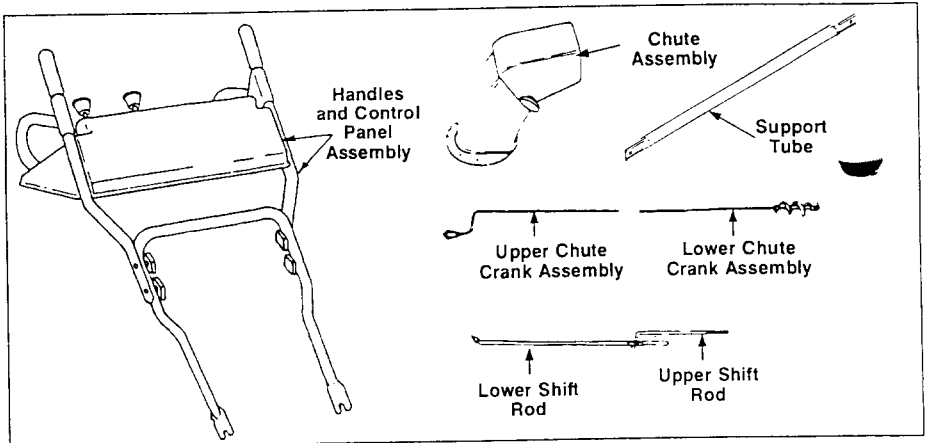 Handles
and Control
Panel
Assembly
Chute
Assembly
Support
Tube
Upper Chute
Crank Assembly
Lower Chute
Crank Assembly
Lower Shift
Rod
Upper Shift
Rod